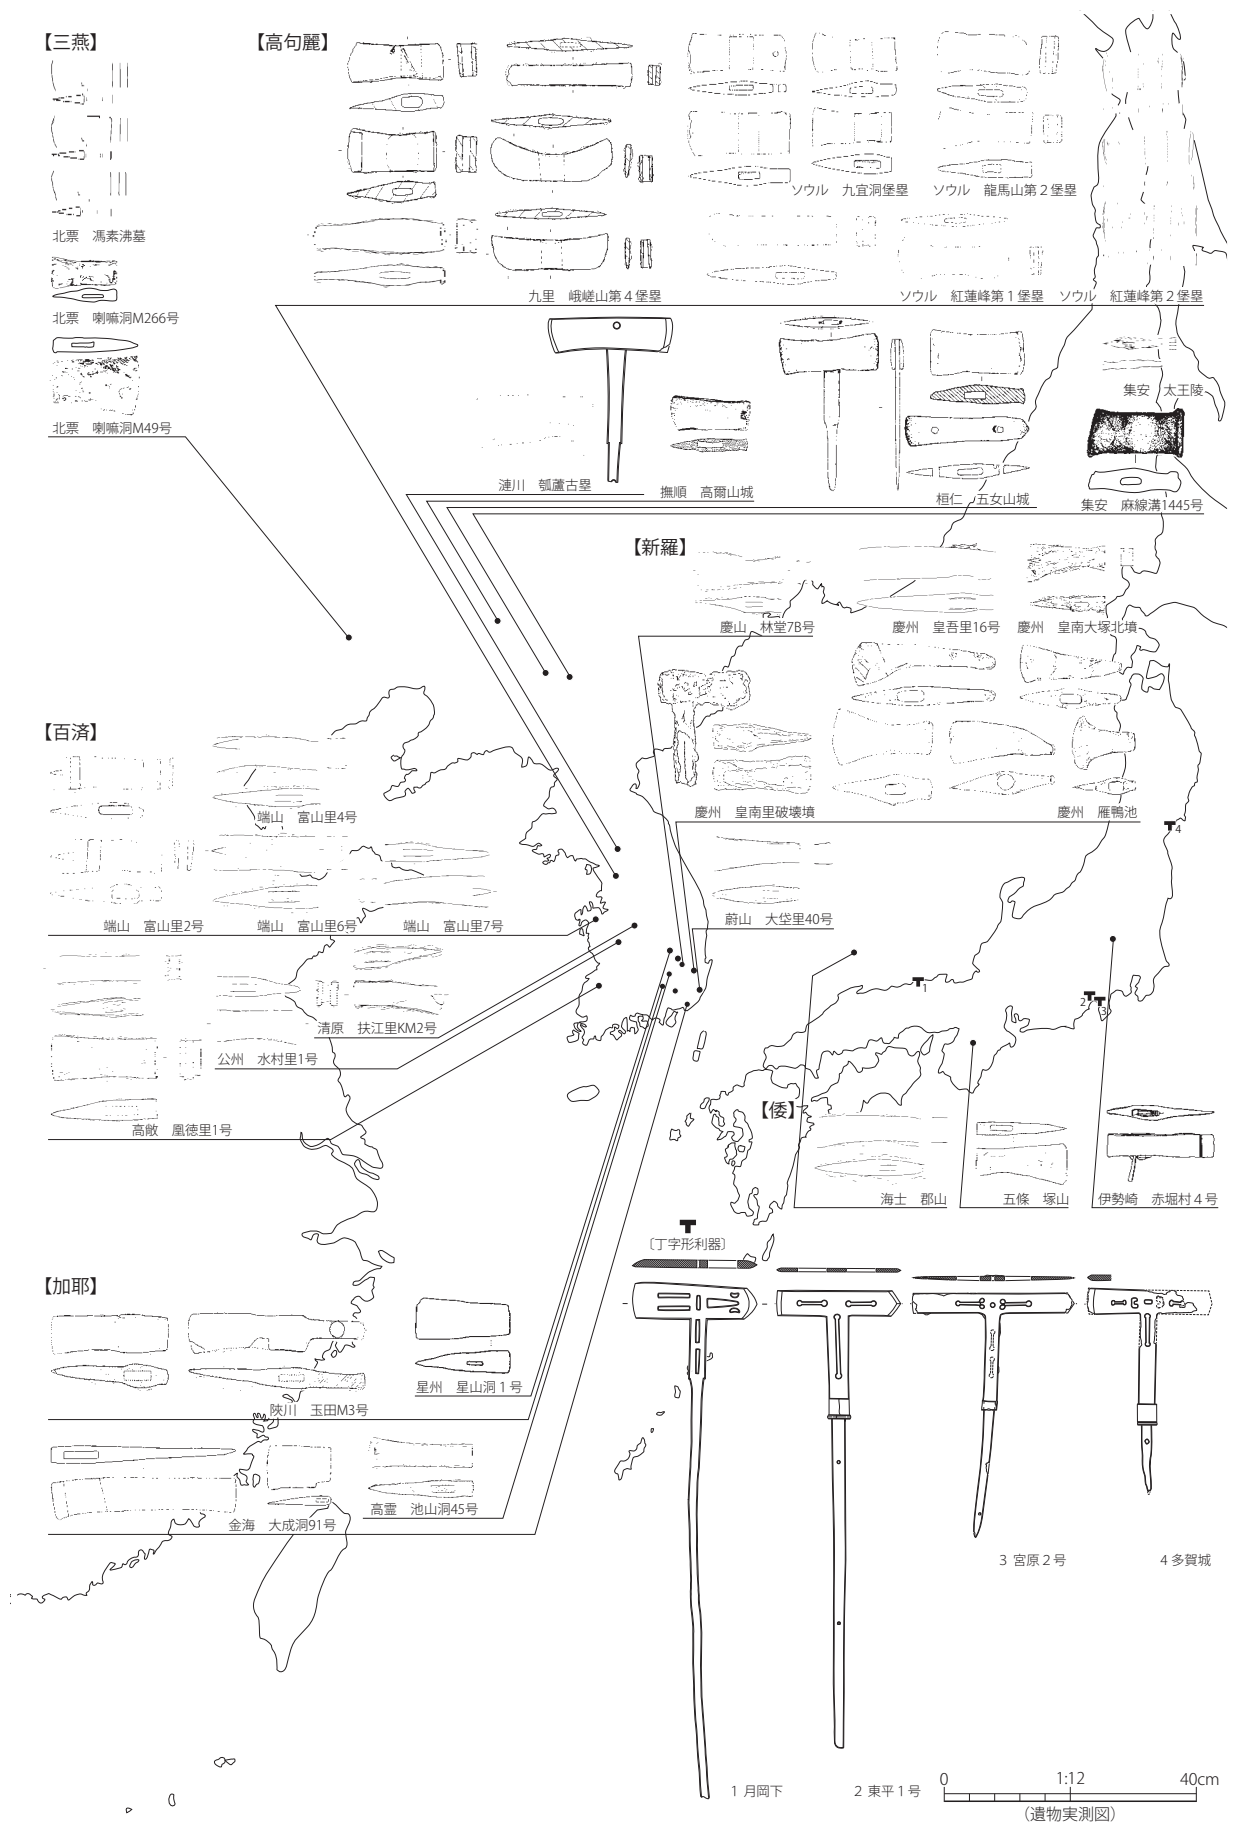 【三燕】
北票　馮素沸墓
北票　喇嘛洞M266号
北票　喇嘛洞M49号
【高句麗】
ソウル　九宜洞堡塁
ソウル　龍馬山第２堡塁
九里　峨嵯山第４堡塁
ソウル　紅蓮峰第１堡塁
ソウル　紅蓮峰第２堡塁
集安　太王陵
漣川　瓠蘆古塁
撫順　高爾山城
桓仁　五女山城
集安　麻線溝1445号
【新羅】
慶山　林堂7B号
慶州　皇吾里16号
慶州　皇南大塚北墳
慶州　皇南里破壊墳
慶州　雁鴨池
蔚山　大垈里40号
【百済】
端山　富山里4号
端山　富山里2号
端山　富山里6号
端山　富山里7号
清原　扶江里KM2号
公州　水村里1号
高敞　凰徳里1号
4
1
2
3
【倭】
海士　郡山
五條　塚山
伊勢崎　赤堀村４号
〔丁字形利器〕
【加耶】
星州　星山洞１号
陜川　玉田M3号
高霊　池山洞45号
金海　大成洞91号
3 宮原２号
4 多賀城
1 月岡下
2 東平１号
0
1:12
40cm
（遺物実測図）